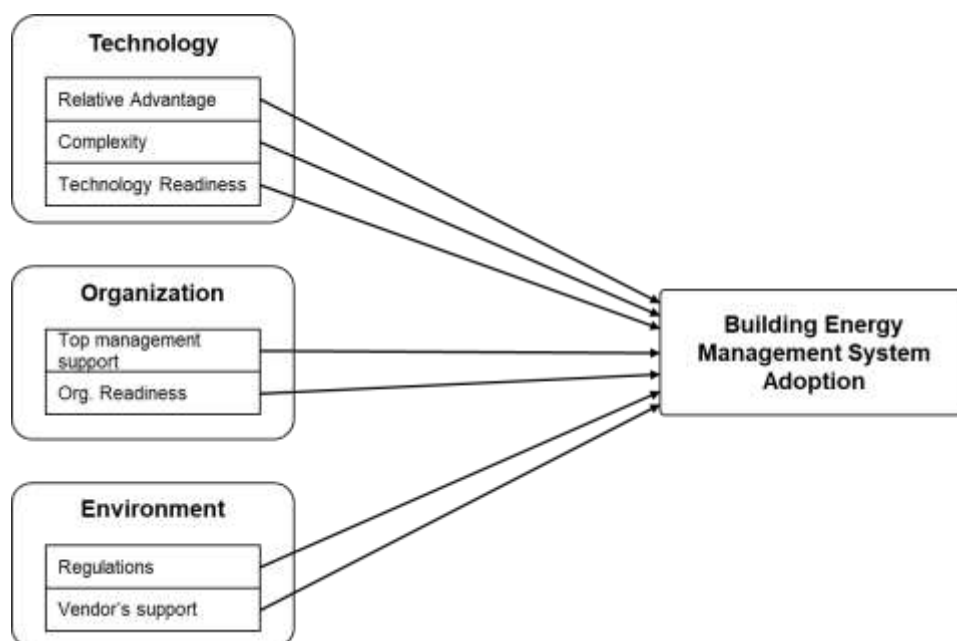 Technology
Relative Advantage
Complexity
Technology Readiness
Organization
Top management
support
Org. Readiness
Environment
Regulations
Vendor's support
Building Energy
Management System
Adoption